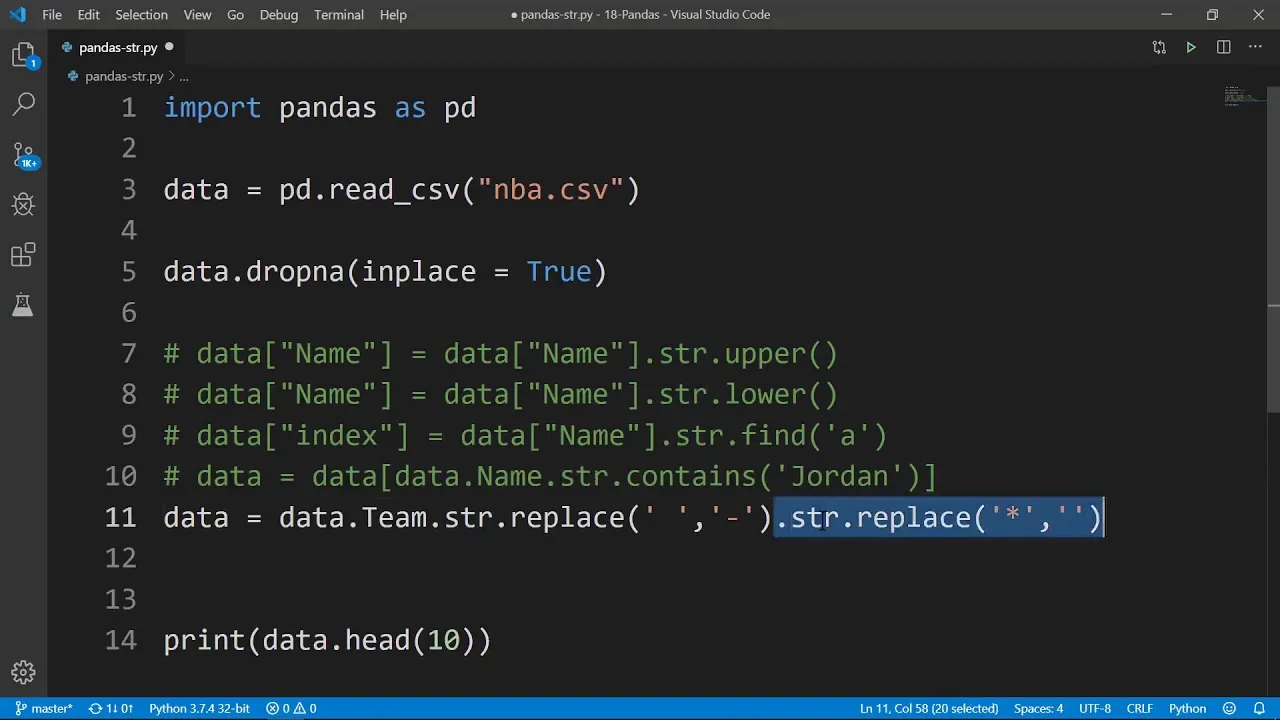 File Edit Selection View Go Debug Terminal Help ● pandas-str.py - 18-Pandas - Visual Studio Code
pandas-str.py ●
pandas-str.py > ...
1 import pandas as pd
2
3 data = pd.read_csv("nba.csv")
4
5 data.dropna(inplace = True)
6
7 # data["Name"] = data["Name"].str.upper()
8 # data["Name"] = data["Name"].str.lower()
9 # data["index"] = data["Name"].str.find('a')
10 # data = data[data.Name.str.contains('Jordan')]
11 data = data.Team.str.replace(' ','-').str.replace('*','')
12
13
14 print(data.head(10))
1
1K+
master* 1↓ 0↑ Python 3.7.4 32-bit 0 0 Ln 11, Col 58 (20 selected) Spaces: 4 UTF-8 CRLF Python